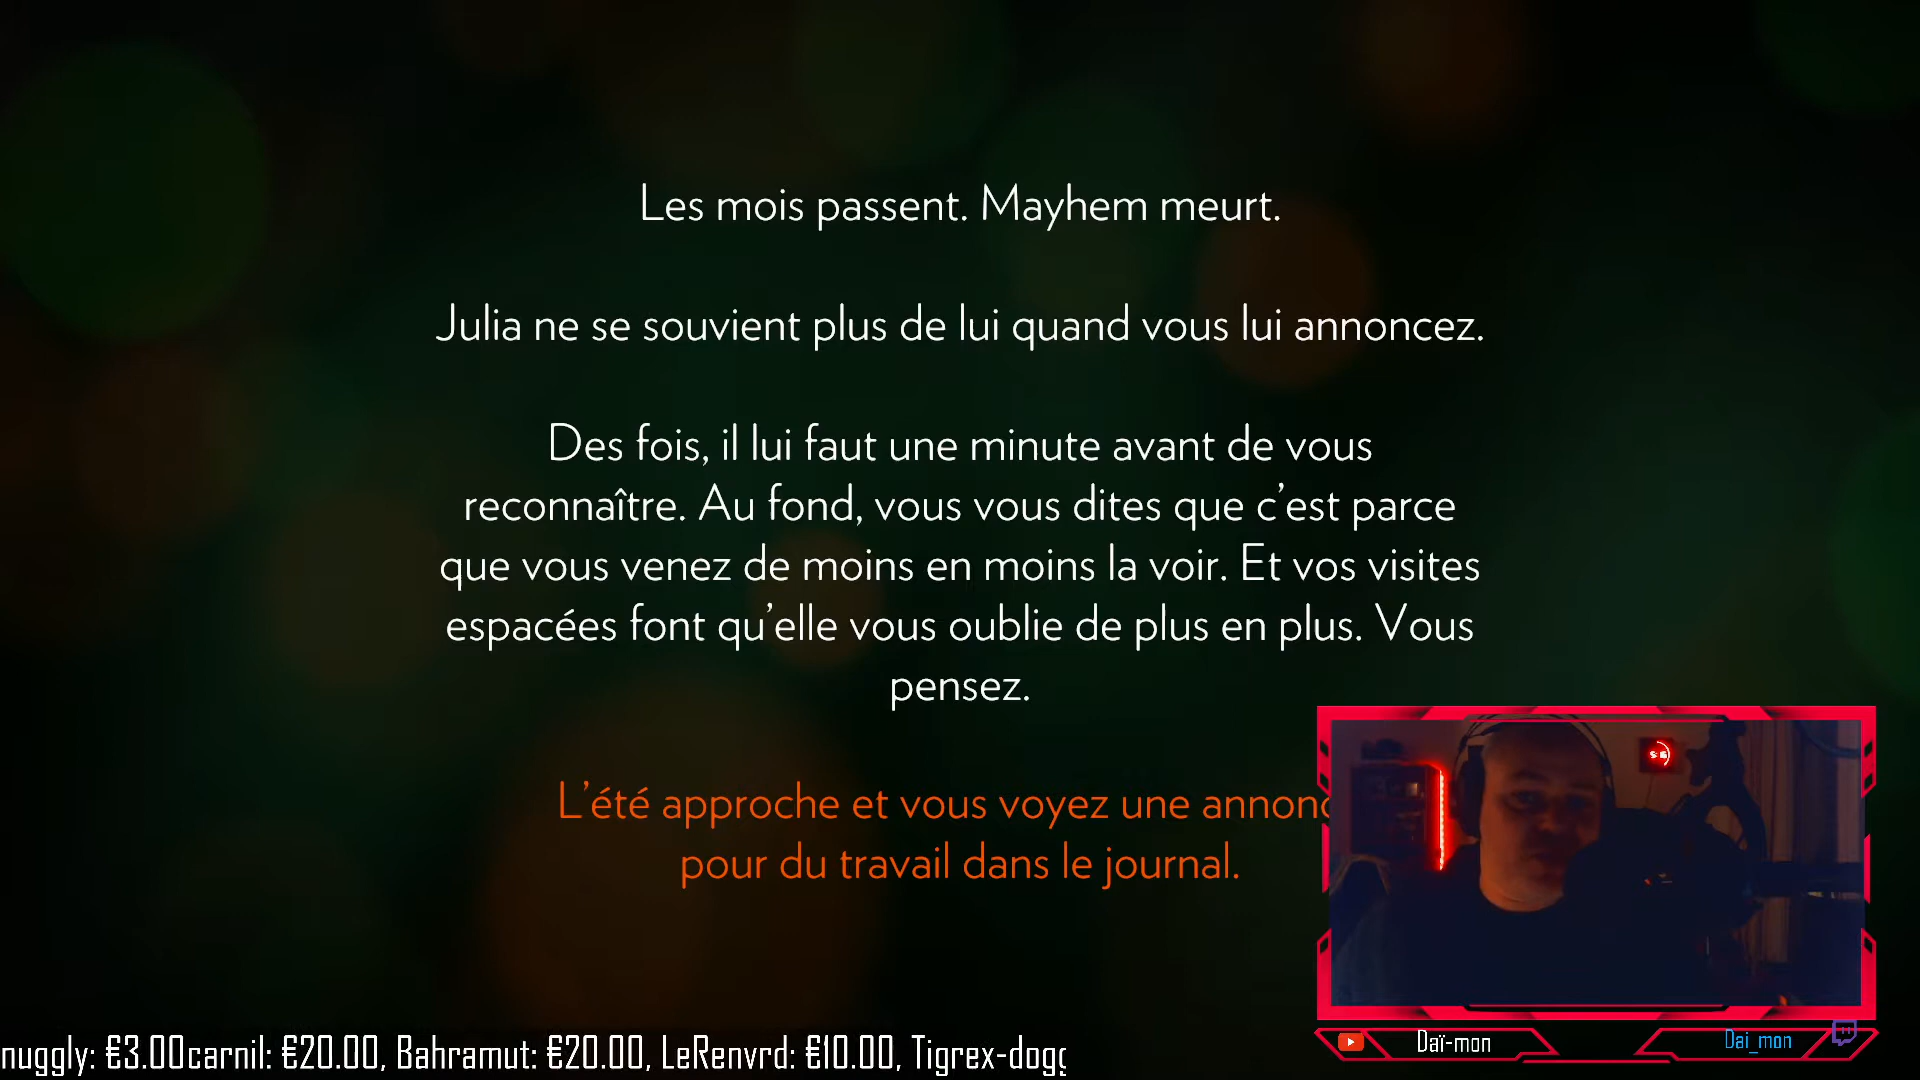 Les mois passent. Mayhem meurt.
Julia ne se souvient plus de lui quand vous lui annoncez.
Des fois, il lui faut une minute avant de vous
reconnaître. Au fond, vous vous dites que c'est parce
que vous venez de moins en moins la voir. Et vos visites
espacées font qu'elle vous oublie de plus en plus. Vous
pensez.
L'été approche et vous voyez une
pour du travail dans le journal.
nuggly: €3.00carnil: €20.00, Bahramut: €20.00, LeRenvrd: €10.00, Tigrex-dogg
Daï-mon
Dai_mon